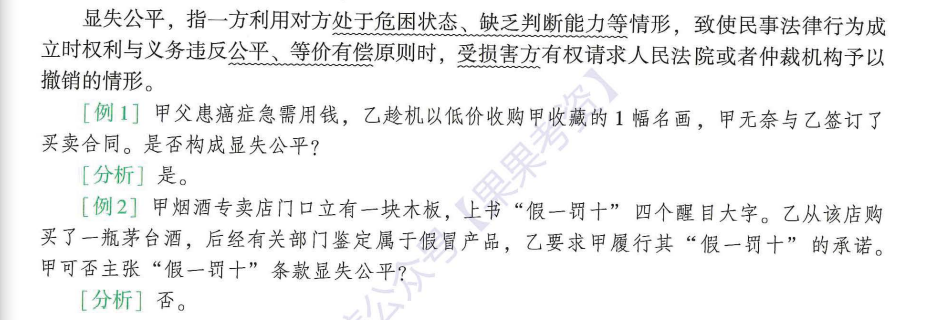 显失公平，指一方利用对方处于危困状态、缺乏判断能力等情形，致使民事法律行为成
立时权利与义务违反公平、等价有偿原则时，受损害方有权请求人民法院或者仲裁机构予以
撤销的情形。
［例1］甲父患癌症急需用钱，乙趁机以低价收购甲收藏的1幅名画，甲无奈与乙签订了
买卖合同。是否构成显失公平？
［分析］是。
［例2］甲烟酒专卖店门口立有一块木板，上书“假一罚十”四个醒目大字。乙从该店购
买了一瓶茅台酒，后经有关部门鉴定属于假冒产品，乙要求甲履行其“假一罚十”的承诺。
甲可否主张“假一罚十”条款显失公平？
［分析］否。
公众号【果果考资】